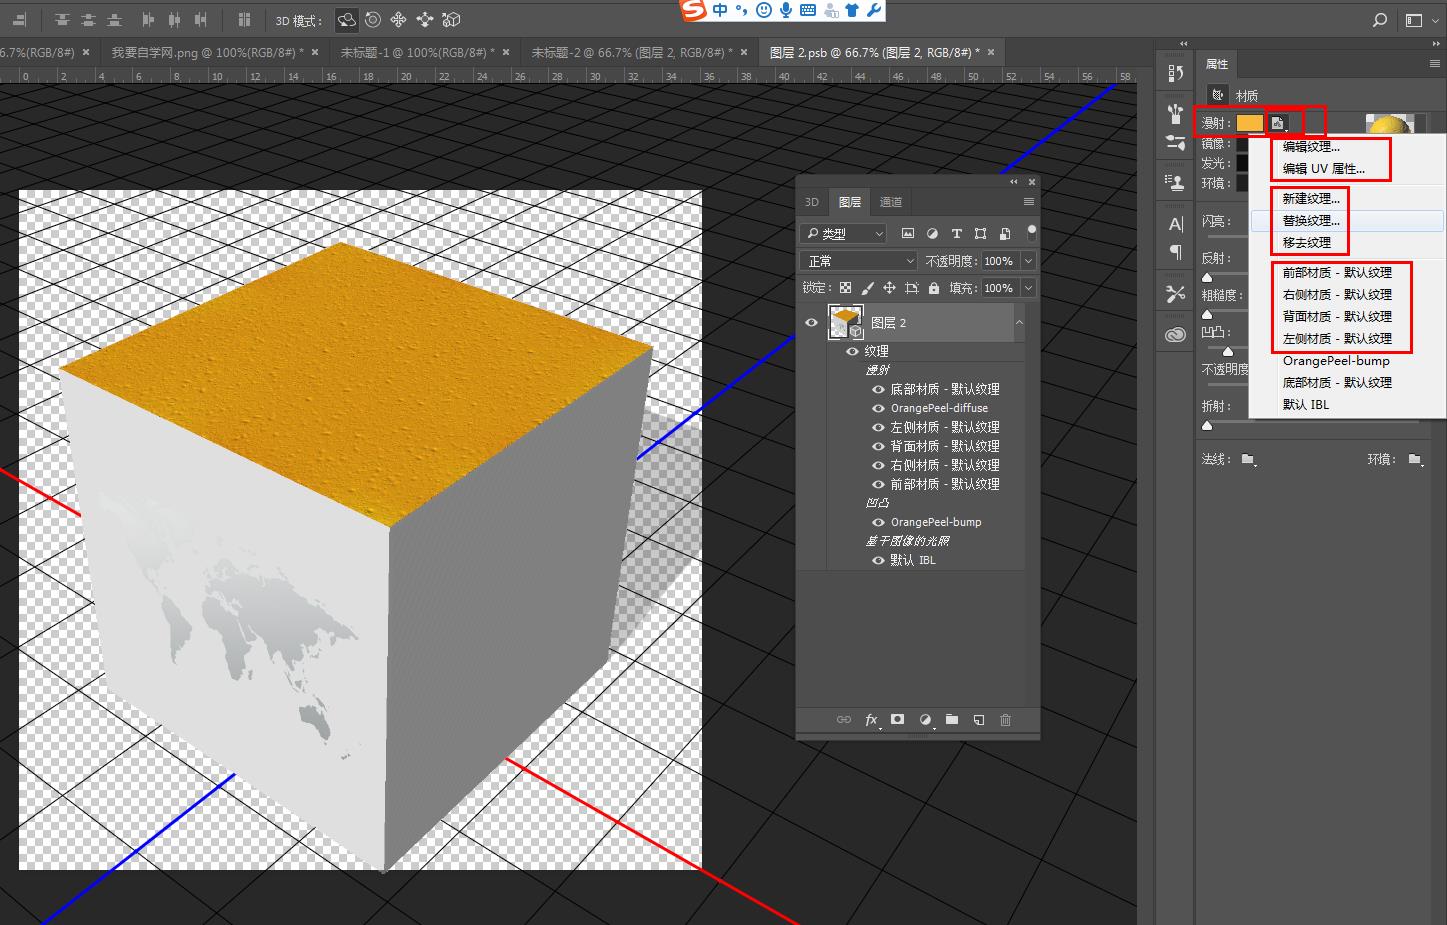 3D 模式：
中
6.7%(RGB/8#) ×
我要自学网.png @ 100%(RGB/8#) * ×
未标题-1 @ 100%(RGB/8#) * ×
未标题-2 @ 66.7% (图层 2, RGB/8#) * ×
图层 2.psb @ 66.7% (图层 2, RGB/8#) * ×
0 2 4 6 8 10 12 14 16 18 20 22 24 26 28 30 32 34 36 38 40 42 44 46 48 50 52 54 56 58
属性
材质
漫射：
镜像：
发光：
环境：
闪亮：
反射：
粗糙度：
凹凸：
不透明度
折射：
法线：
环境：
编辑纹理...
编辑 UV 属性...
新建纹理...
替换纹理...
移去纹理
前部材质 - 默认纹理
右侧材质 - 默认纹理
背面材质 - 默认纹理
左侧材质 - 默认纹理
OrangePeel-bump
底部材质 - 默认纹理
默认 IBL
3D 图层 通道
类型
正常 不透明度： 100%
锁定： 填充： 100%
图层 2
纹理
漫射
底部材质 - 默认纹理
OrangePeel-diffuse
左侧材质 - 默认纹理
背面材质 - 默认纹理
右侧材质 - 默认纹理
前部材质 - 默认纹理
凹凸
OrangePeel-bump
基于图像的光照
默认 IBL
fx